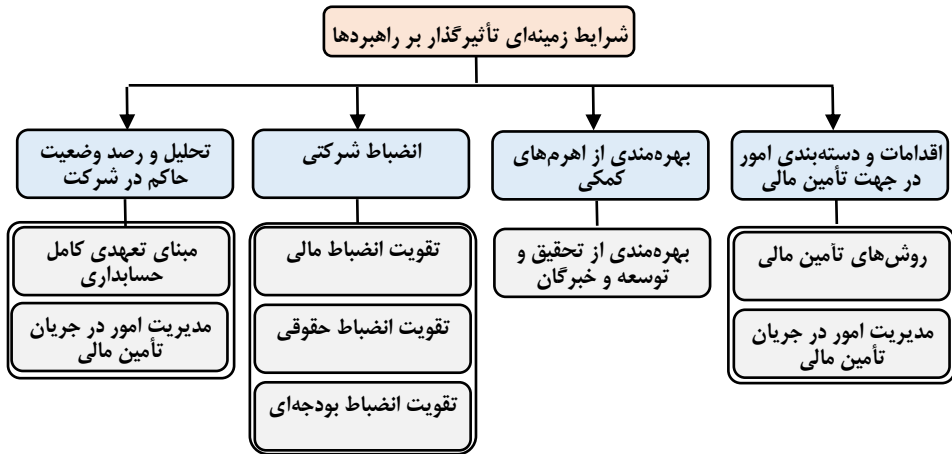 شرایط زمینه‌ای تأثیرگذار بر راهبردها
اقدامات و دسته‌بندی امور
در جهت تأمین مالی
روش‌های تأمین مالی
مدیریت امور در جریان
تأمین مالی
بهره‌مندی از اهرم‌های
کمکی
بهره‌مندی از تحقیق و
توسعه و خبرگان
انضباط شرکتی
تقویت انضباط مالی
تقویت انضباط حقوقی
تقویت انضباط بودجه‌ای
تحلیل و رصد وضعیت
حاکم در شرکت
مبنای تعهدی کامل
حسابداری
مدیریت امور در جریان
تأمین مالی